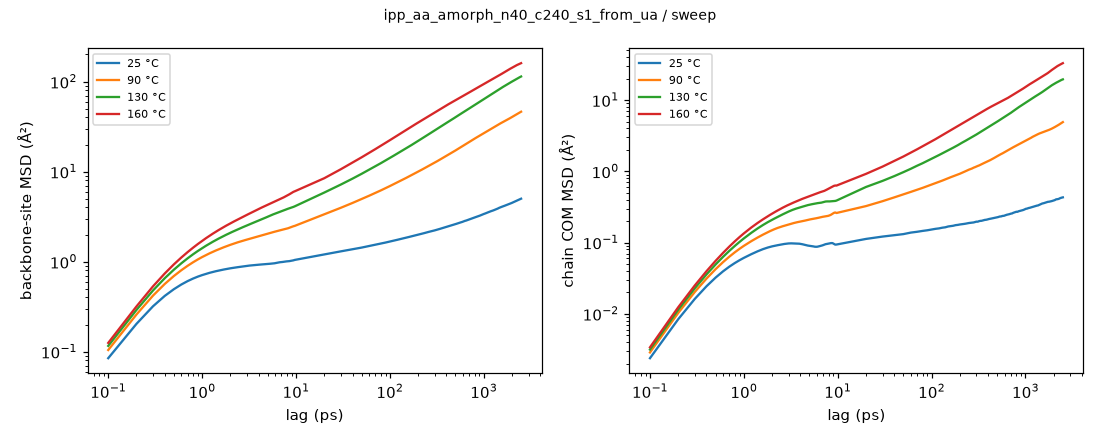 ipp_aa_amorph_n40_c240_s1_from_ua / sweep
25 °C
90 °C
130 °C
160 °C
10²
10¹
10⁰
10⁻¹
backbone-site MSD (Å²)
10⁻¹ 10⁰ 10¹ 10² 10³
lag (ps)
25 °C
90 °C
130 °C
160 °C
10¹
10⁰
10⁻¹
10⁻²
chain COM MSD (Å²)
10⁻¹ 10⁰ 10¹ 10² 10³
lag (ps)